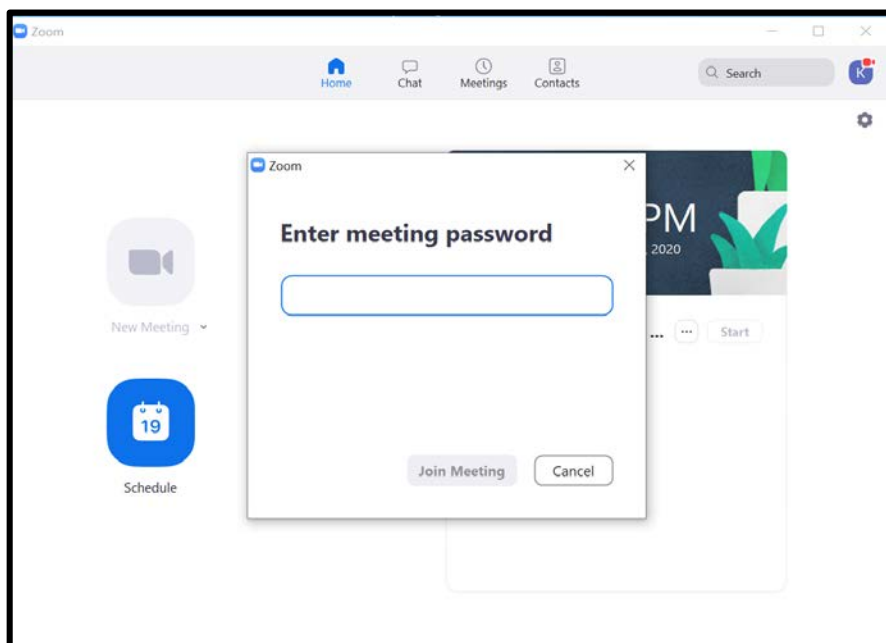 Zoom
Home
Chat
Meetings
Contacts
Search
K
Zoom
Enter meeting password
PM
, 2020
New Meeting
...
Start
19
Join Meeting
Cancel
Schedule